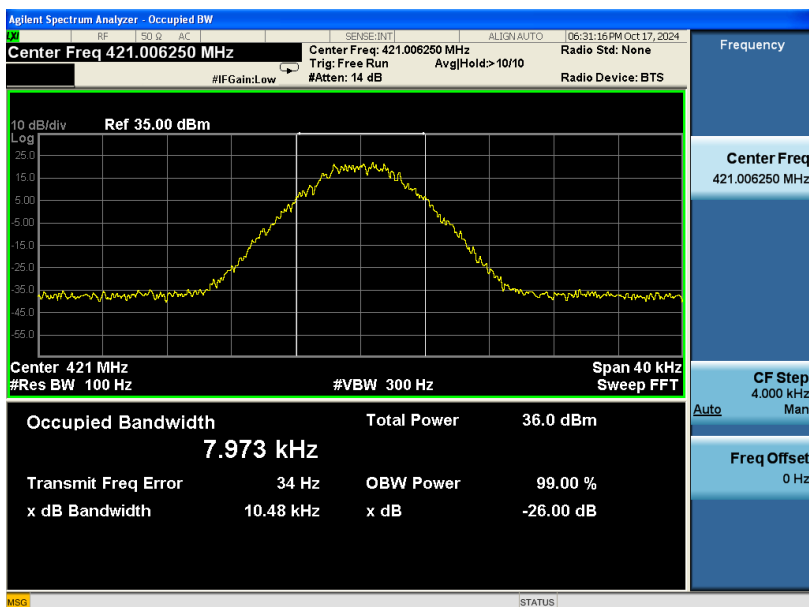 Agilent Spectrum Analyzer - Occupied BW
LXI RF 50 Ω AC SENSE:INT ALIGN AUTO 06:31:16 PM Oct 17, 2024
Center Freq 421.006250 MHz
Center Freq: 421.006250 MHz Radio Std: None
Trig: Free Run Avg|Hold:> 10/10
#IFGain:Low #Atten: 14 dB Radio Device: BTS
10 dB/div Ref 35.00 dBm
Log
25.0
15.0
5.00
-5.00
-15.0
-25.0
-35.0
-45.0
-55.0
Center 421 MHz Span 40 kHz
#Res BW 100 Hz #VBW 300 Hz Sweep FFT
Occupied Bandwidth Total Power 36.0 dBm
7.973 kHz
Transmit Freq Error 34 Hz OBW Power 99.00 %
x dB Bandwidth 10.48 kHz x dB -26.00 dB
Frequency
Center Freq
421.006250 MHz
CF Step
4.000 kHz
Auto Man
Freq Offset
0 Hz
MSG STATUS